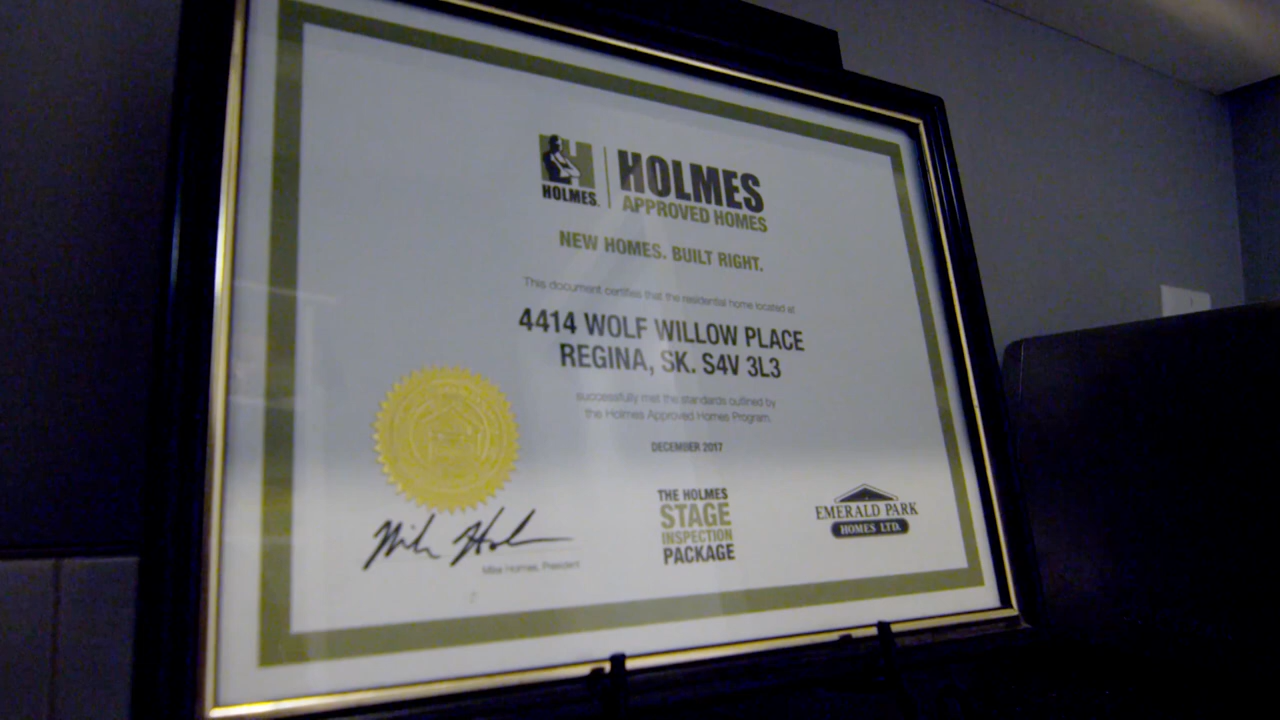 HOLMES.
HOLMES
APPROVED HOMES
NEW HOMES. BUILT RIGHT.
This document certifies that the residential home located at
4414 WOLF WILLOW PLACE
REGINA, SK. S4V 3L3
successfully met the standards outlined by
the Holmes Approved Homes Program.
DECEMBER 2017
THE HOLMES
STAGE
INSPECTION
PACKAGE
EMERALD PARK
HOMES LTD.
Mike Holmes, President